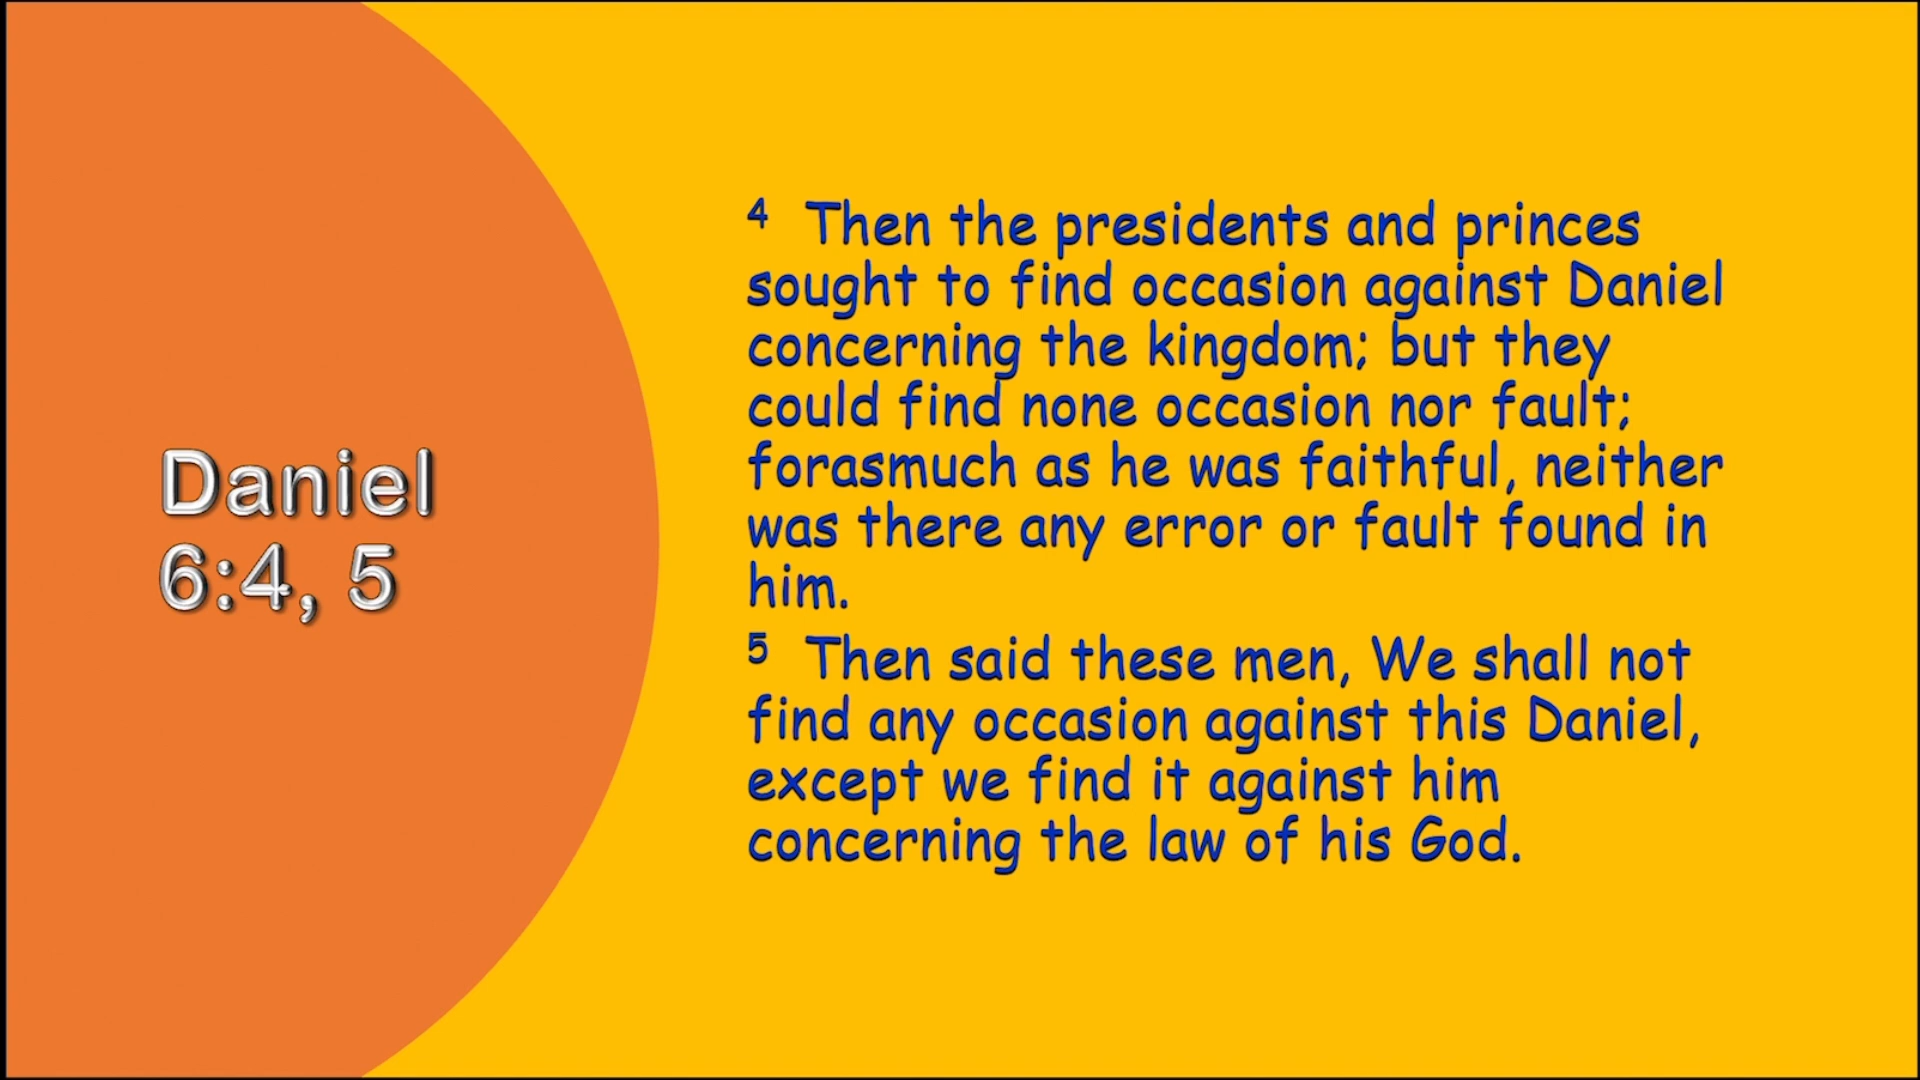 Daniel
6:4, 5
4 Then the presidents and princes
sought to find occasion against Daniel
concerning the kingdom; but they
could find none occasion nor fault;
forasmuch as he was faithful, neither
was there any error or fault found in
him.
5 Then said these men, We shall not
find any occasion against this Daniel,
except we find it against him
concerning the law of his God.